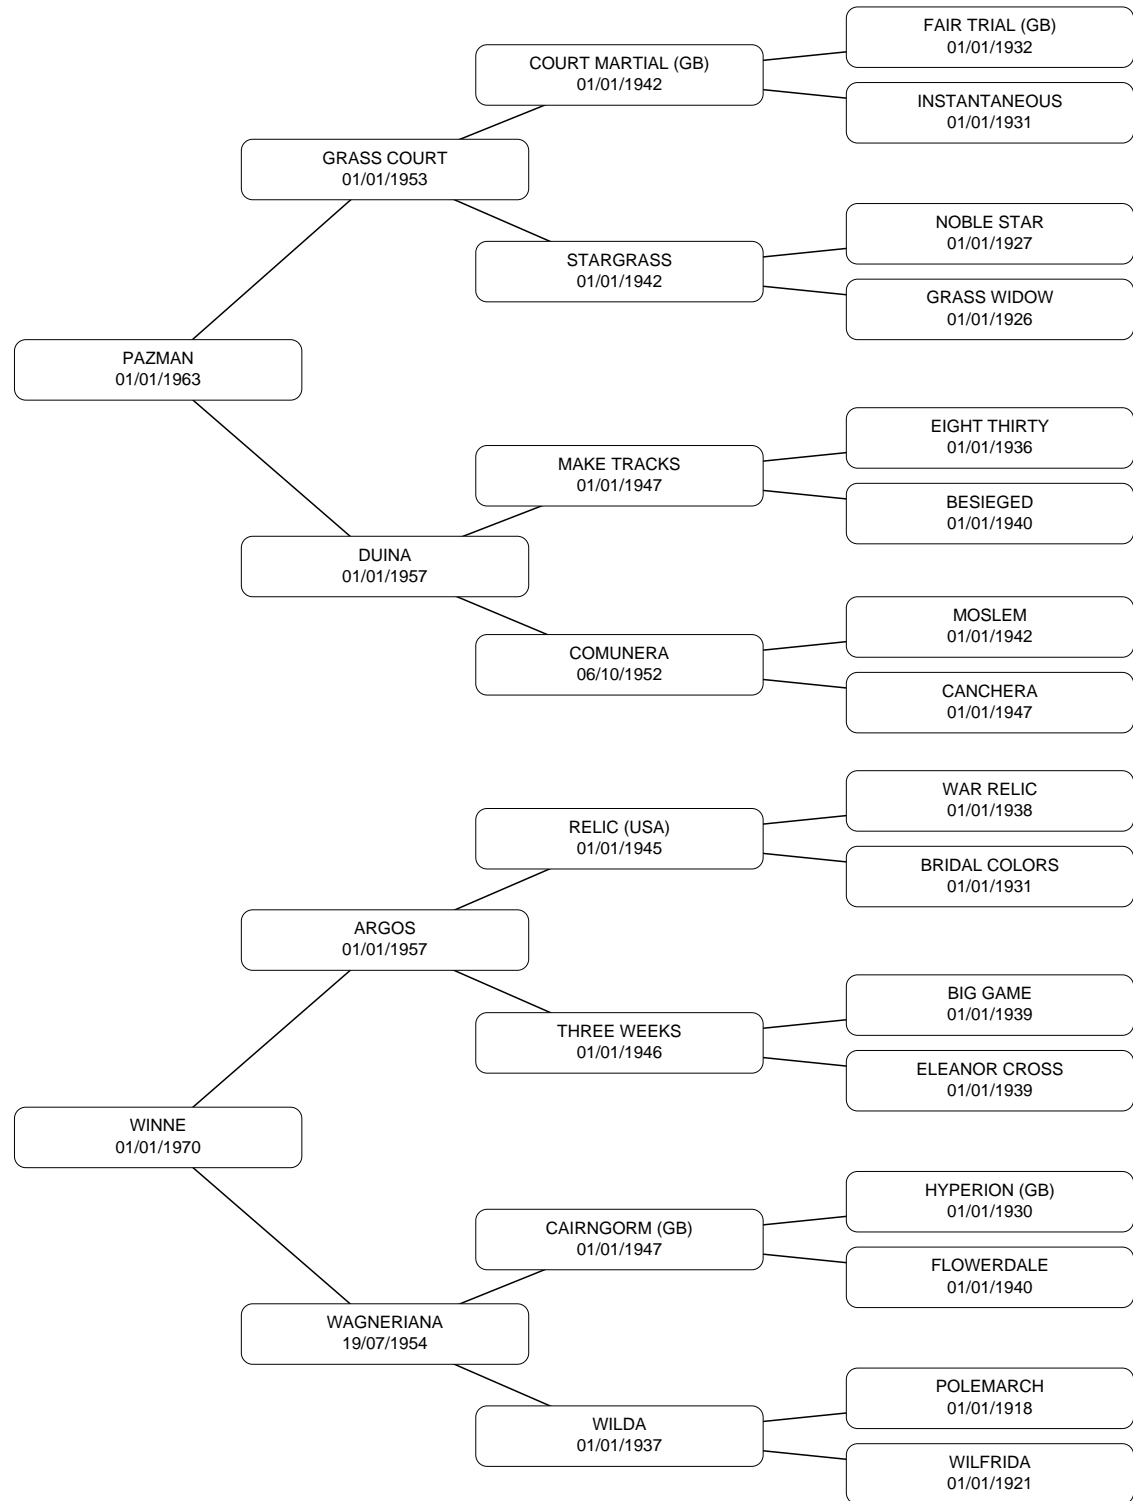 FAIR TRIAL (GB)
01/01/1932
COURT MARTIAL (GB)
01/01/1942
INSTANTANEOUS
01/01/1931
GRASS COURT
01/01/1953
NOBLE STAR
01/01/1927
STARGRASS
01/01/1942
GRASS WIDOW
01/01/1926
PAZMAN
01/01/1963
EIGHT THIRTY
01/01/1936
MAKE TRACKS
01/01/1947
BESIEGED
01/01/1940
DUINA
01/01/1957
MOSLEM
01/01/1942
COMUNERA
06/10/1952
CANCHERA
01/01/1947
WAR RELIC
01/01/1938
RELIC (USA)
01/01/1945
BRIDAL COLORS
01/01/1931
ARGOS
01/01/1957
BIG GAME
01/01/1939
THREE WEEKS
01/01/1946
ELEANOR CROSS
01/01/1939
WINNE
01/01/1970
HYPERION (GB)
01/01/1930
CAIRNGORM (GB)
01/01/1947
FLOWERDALE
01/01/1940
WAGNERIANA
19/07/1954
POLEMARCH
01/01/1918
WILDA
01/01/1937
WILFRIDA
01/01/1921